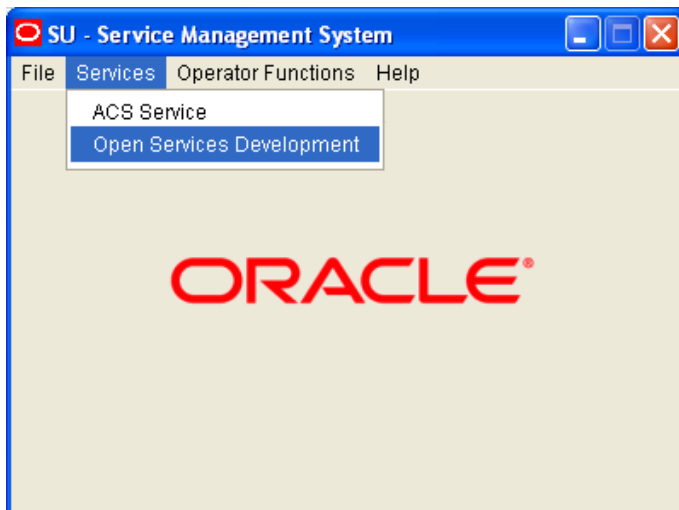 SU - Service Management System
File Services Operator Functions Help
ACS Service
Open Services Development
ORACLE®